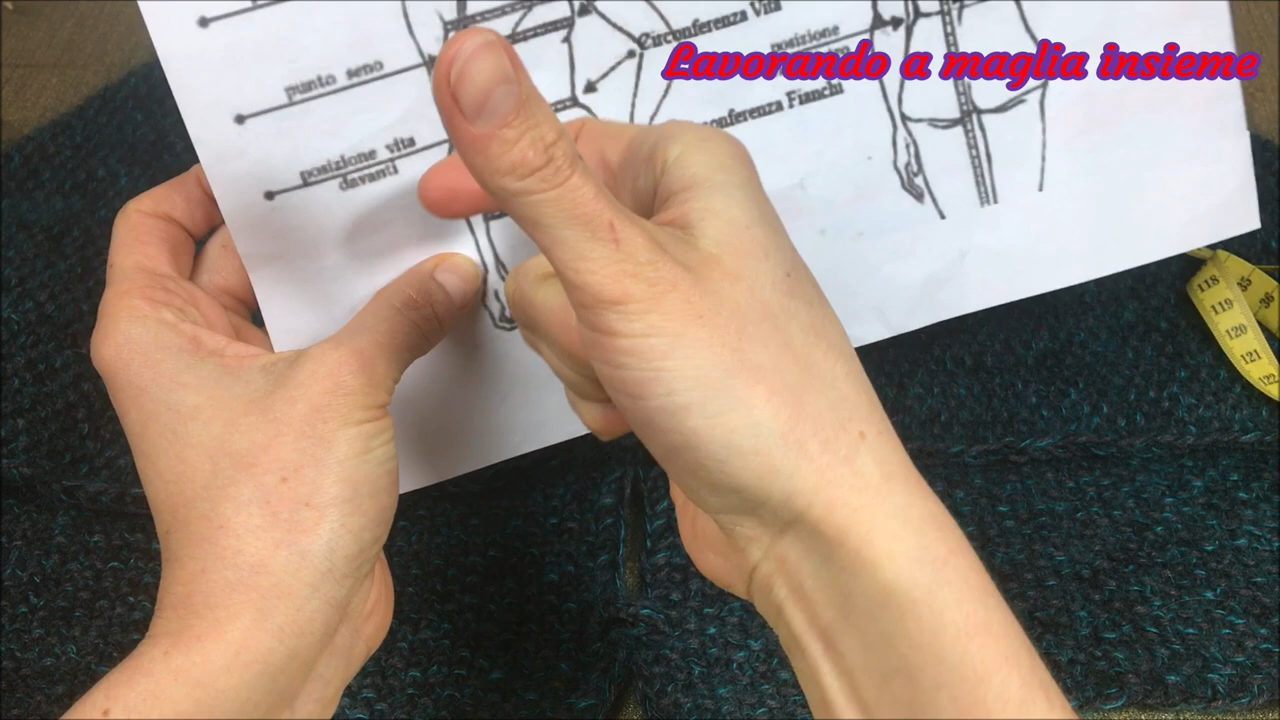 Circonferenza Vita
posizione
Lavorando a maglia insieme
punto seno
Fianchi
posizione vita
davanti
118
119
120
121
122
35
36